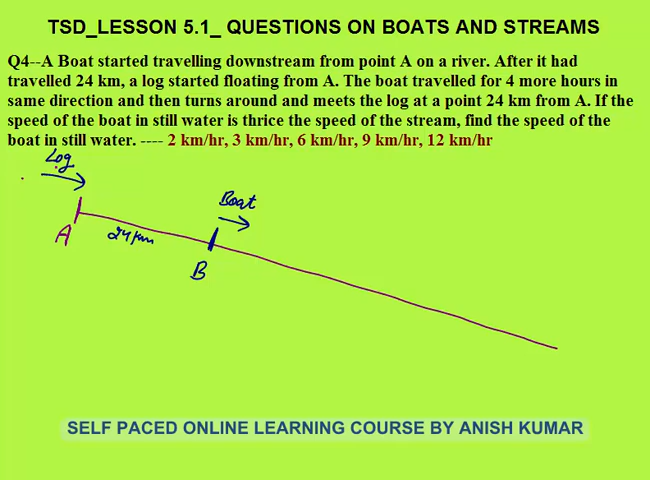 TSD_LESSON 5.1_ QUESTIONS ON BOATS AND STREAMS
Q4--A Boat started travelling downstream from point A on a river. After it had
travelled 24 km, a log started floating from A. The boat travelled for 4 more hours in
same direction and then turns around and meets the log at a point 24 km from A. If the
speed of the boat in still water is thrice the speed of the stream, find the speed of the
boat in still water. ---- 2 km/hr, 3 km/hr, 6 km/hr, 9 km/hr, 12 km/hr
Log
Boat
A
24 km
B
SELF PACED ONLINE LEARNING COURSE BY ANISH KUMAR